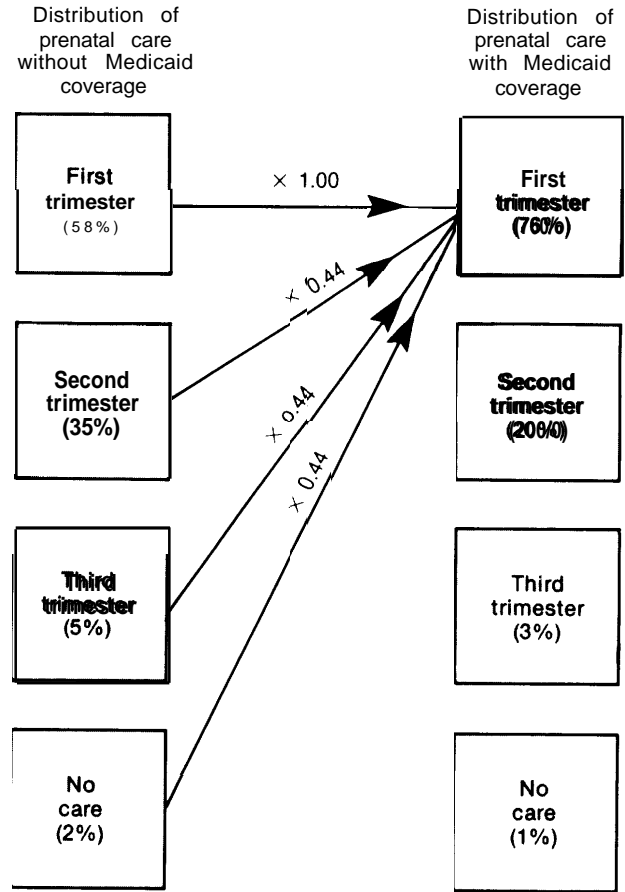 Distribution of
prenatal care
without Medicaid
coverage
Distribution of
prenatal care
with Medicaid
coverage
First
trimester
(58%)
× 1.00
First
trimester
(76%)
× 0.44
Second
trimester
(35%)
Second
trimester
(20%)
× 0.44
× 0.44
Third
trimester
(5%)
Third
trimester
(3%)
No
care
(2%)
No
care
(1%)